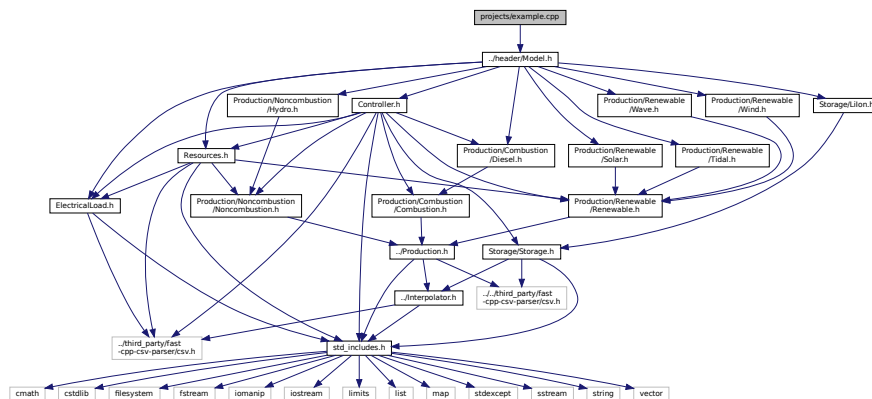 projects/example.cpp
../header/Model.h
Production/Noncombustion
/Hydro.h
Controller.h
Production/Renewable
/Wave.h
Production/Renewable
/Wind.h
Storage/LiIon.h
Resources.h
Production/Combustion
/Diesel.h
Production/Renewable
/Solar.h
Production/Renewable
/Tidal.h
ElectricalLoad.h
Production/Noncombustion
/Noncombustion.h
Production/Combustion
/Combustion.h
Production/Renewable
/Renewable.h
../Production.h
Storage/Storage.h
../Interpolator.h
../../third_party/fast
-cpp-csv-parser/csv.h
../third_party/fast
-cpp-csv-parser/csv.h
std_includes.h
cmath
cstdlib
filesystem
fstream
iomanip
iostream
limits
list
map
stdexcept
sstream
string
vector